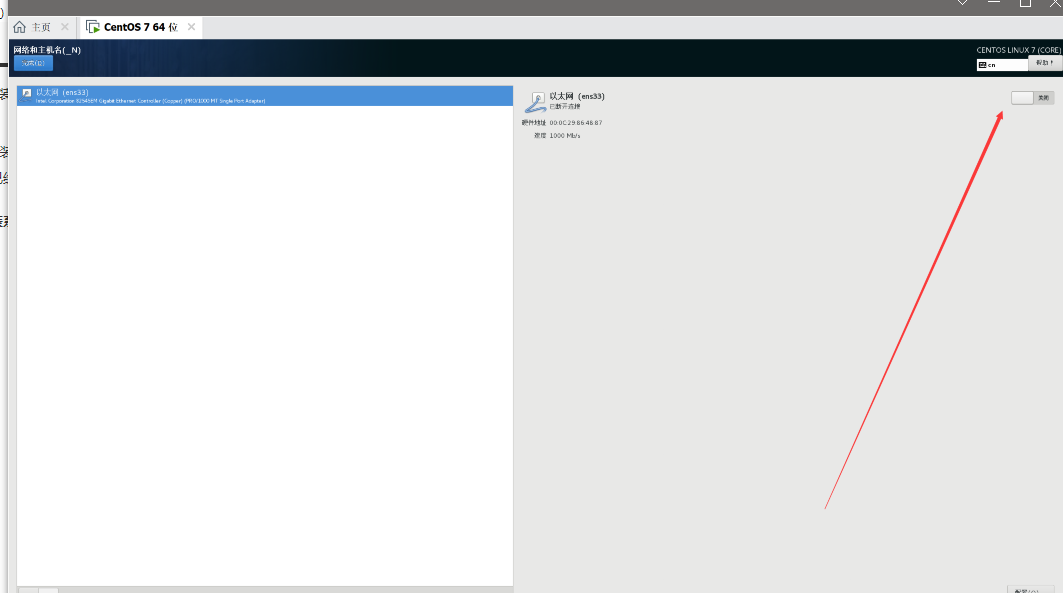 主页
CentOS 7 64 位
网络和主机名(_N)
完成(D)
CENTOS LINUX 7 (CORE)
cn
帮助！
以太网 (ens33)
Intel Corporation 82545EM Gigabit Ethernet Controller (Copper) (PRO/1000 MT Single Port Adapter)
以太网 (ens33)
已断开连接
关闭
硬件地址 00:0C:29:86:48:87
速度 1000 Mb/s